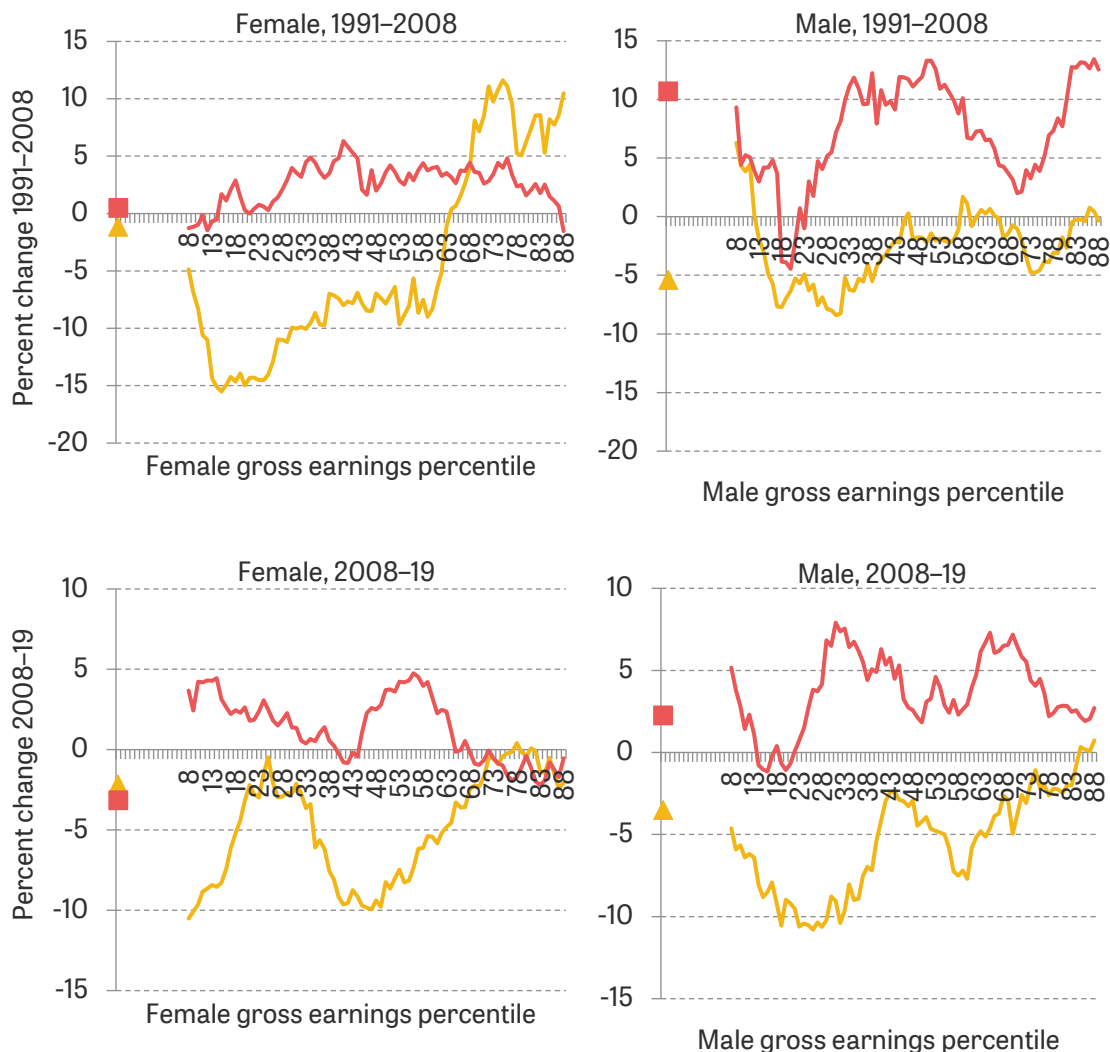 Female, 1991–2008
Percent change 1991–2008
15
10
5
0
-5
-10
-15
-20
8 13 18 23 28 33 38 43 48 53 58 63 68 73 78 83 88
Female gross earnings percentile
Male, 1991–2008
15
10
5
0
-5
-10
-15
-20
8 13 18 23 28 33 38 43 48 53 58 63 68 73 78 83 88
Male gross earnings percentile
Female, 2008–19
Percent change 2008–19
10
5
0
-5
-10
-15
8 13 18 23 28 33 38 43 48 53 58 63 68 73 78 83 88
Female gross earnings percentile
Male, 2008–19
10
5
0
-5
-10
-15
8 13 18 23 28 33 38 43 48 53 58 63 68 73 78 83 88
Male gross earnings percentile